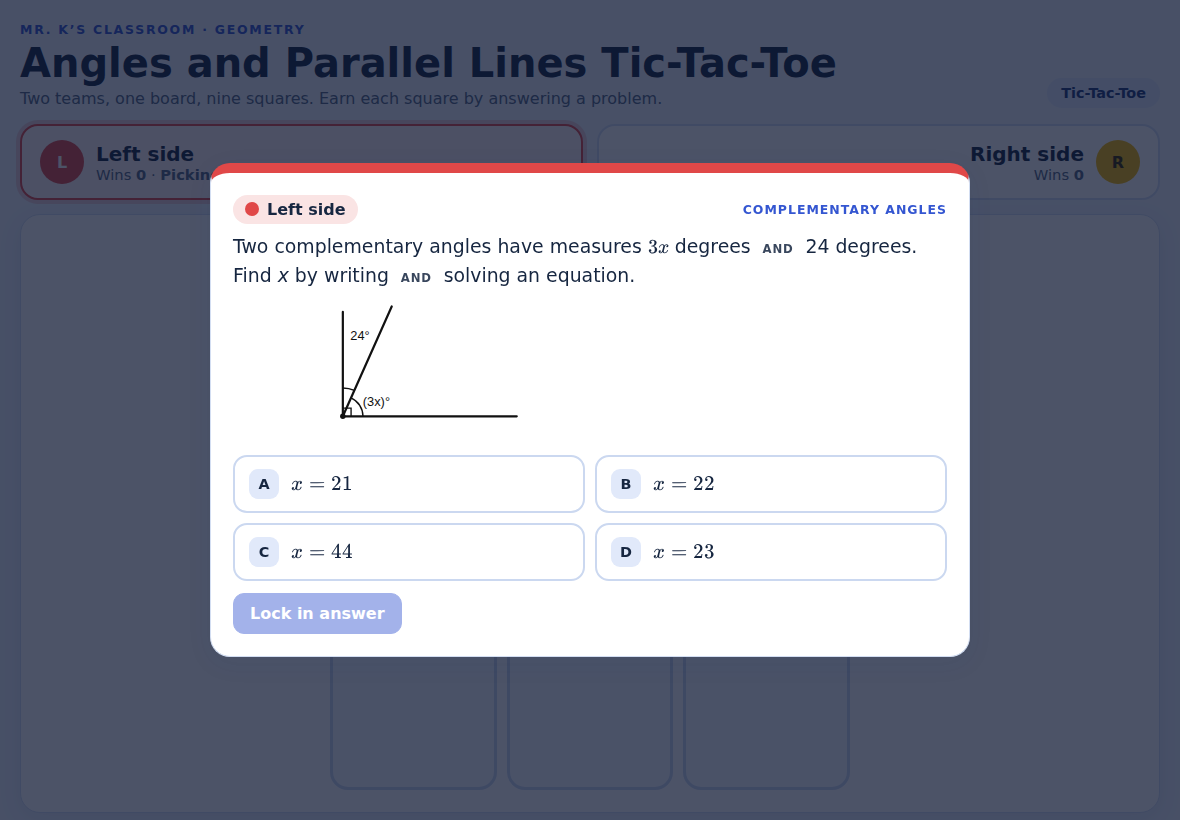 MR. K’S CLASSROOM · GEOMETRY
Angles and Parallel Lines Tic-Tac-Toe
Two teams, one board, nine squares. Earn each square by answering a problem.
Tic-Tac-Toe
L
Left side
Wins 0 · Pickin
Right side
Wins 0
R
Left side
COMPLEMENTARY ANGLES
Two complementary angles have measures 3x degrees AND 24 degrees.
Find x by writing AND solving an equation.
24°
(3x)°
A x = 21
B x = 22
C x = 44
D x = 23
Lock in answer